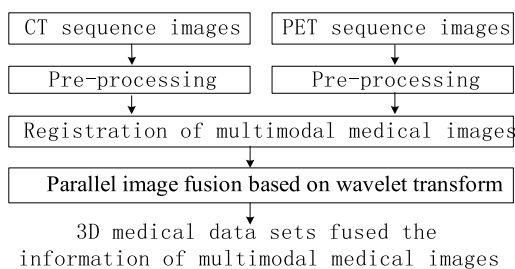 CT sequence images
PET sequence images
Pre-processing
Pre-processing
Registration of multimodal medical images
Parallel image fusion based on wavelet transform
3D medical data sets fused the
information of multimodal medical images